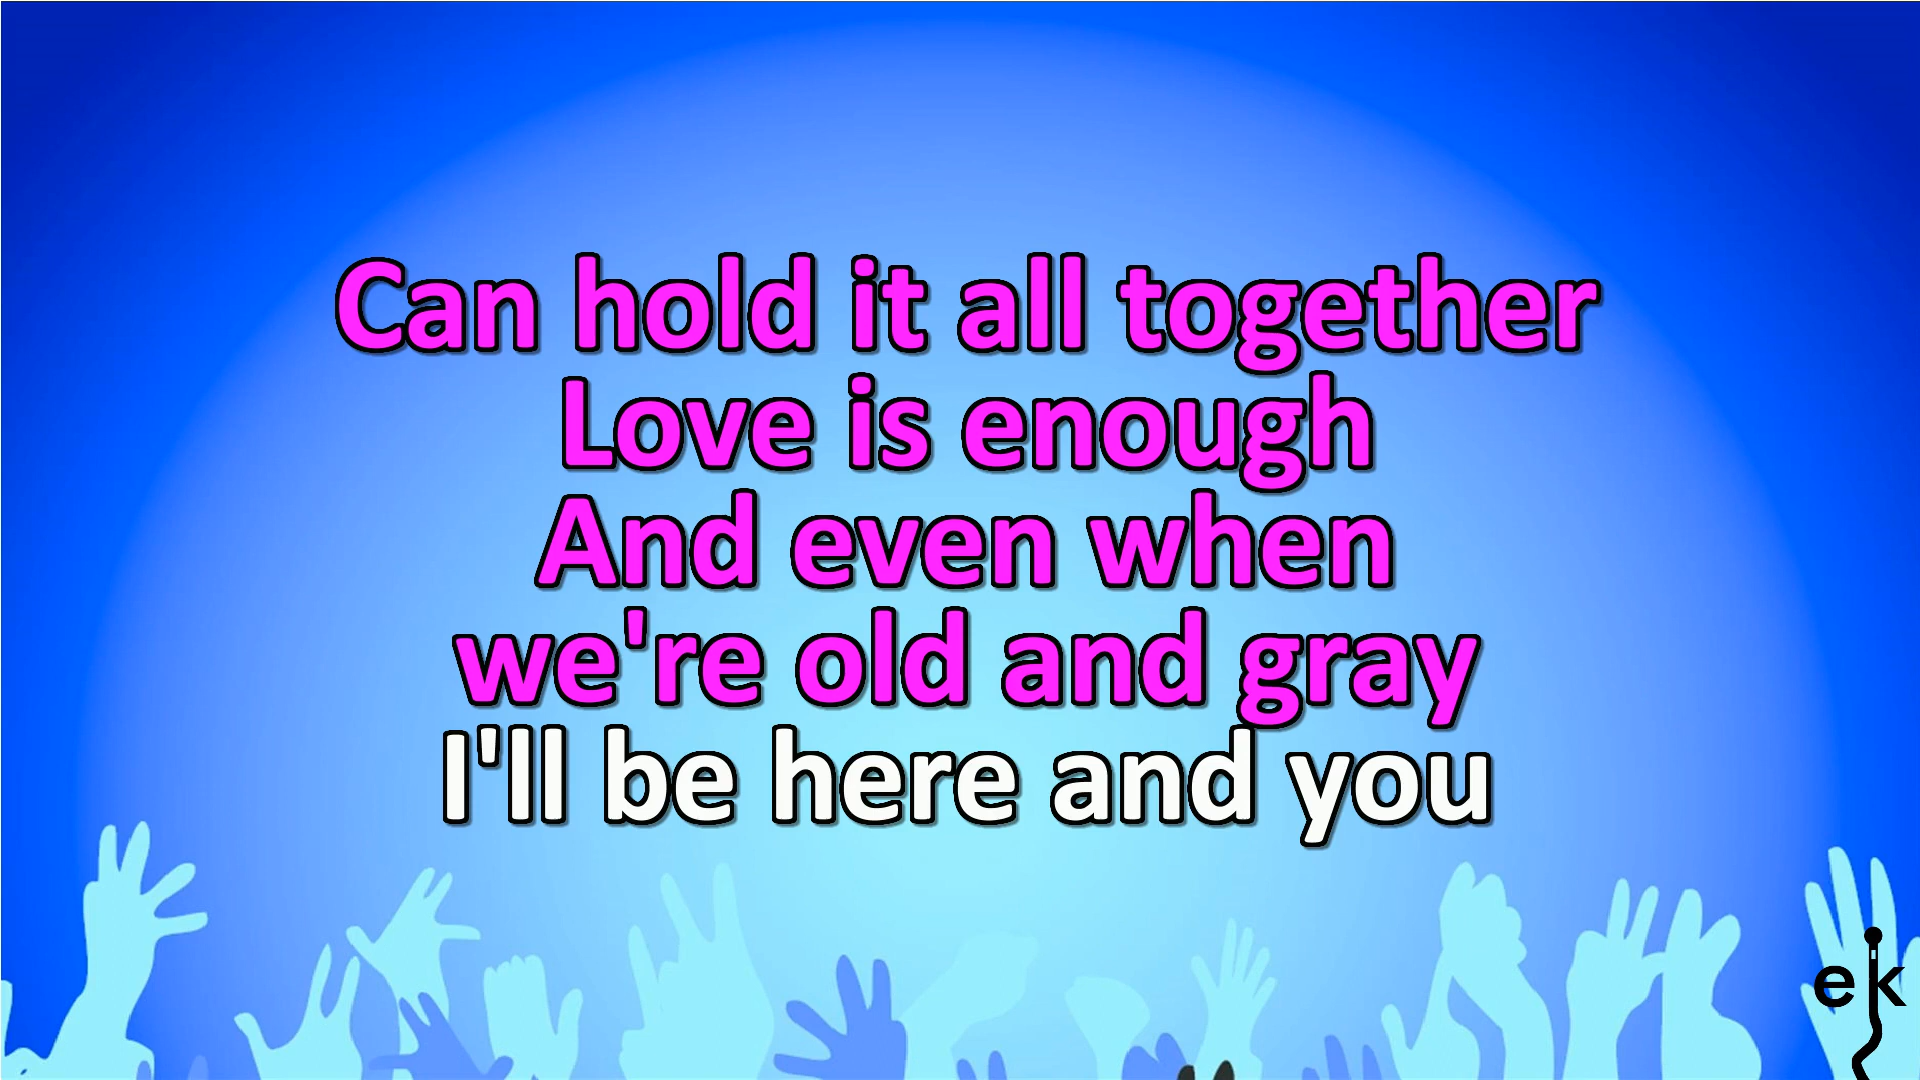 Can hold it all together
Love is enough
And even when
we're old and gray
I'll be here and you
ek